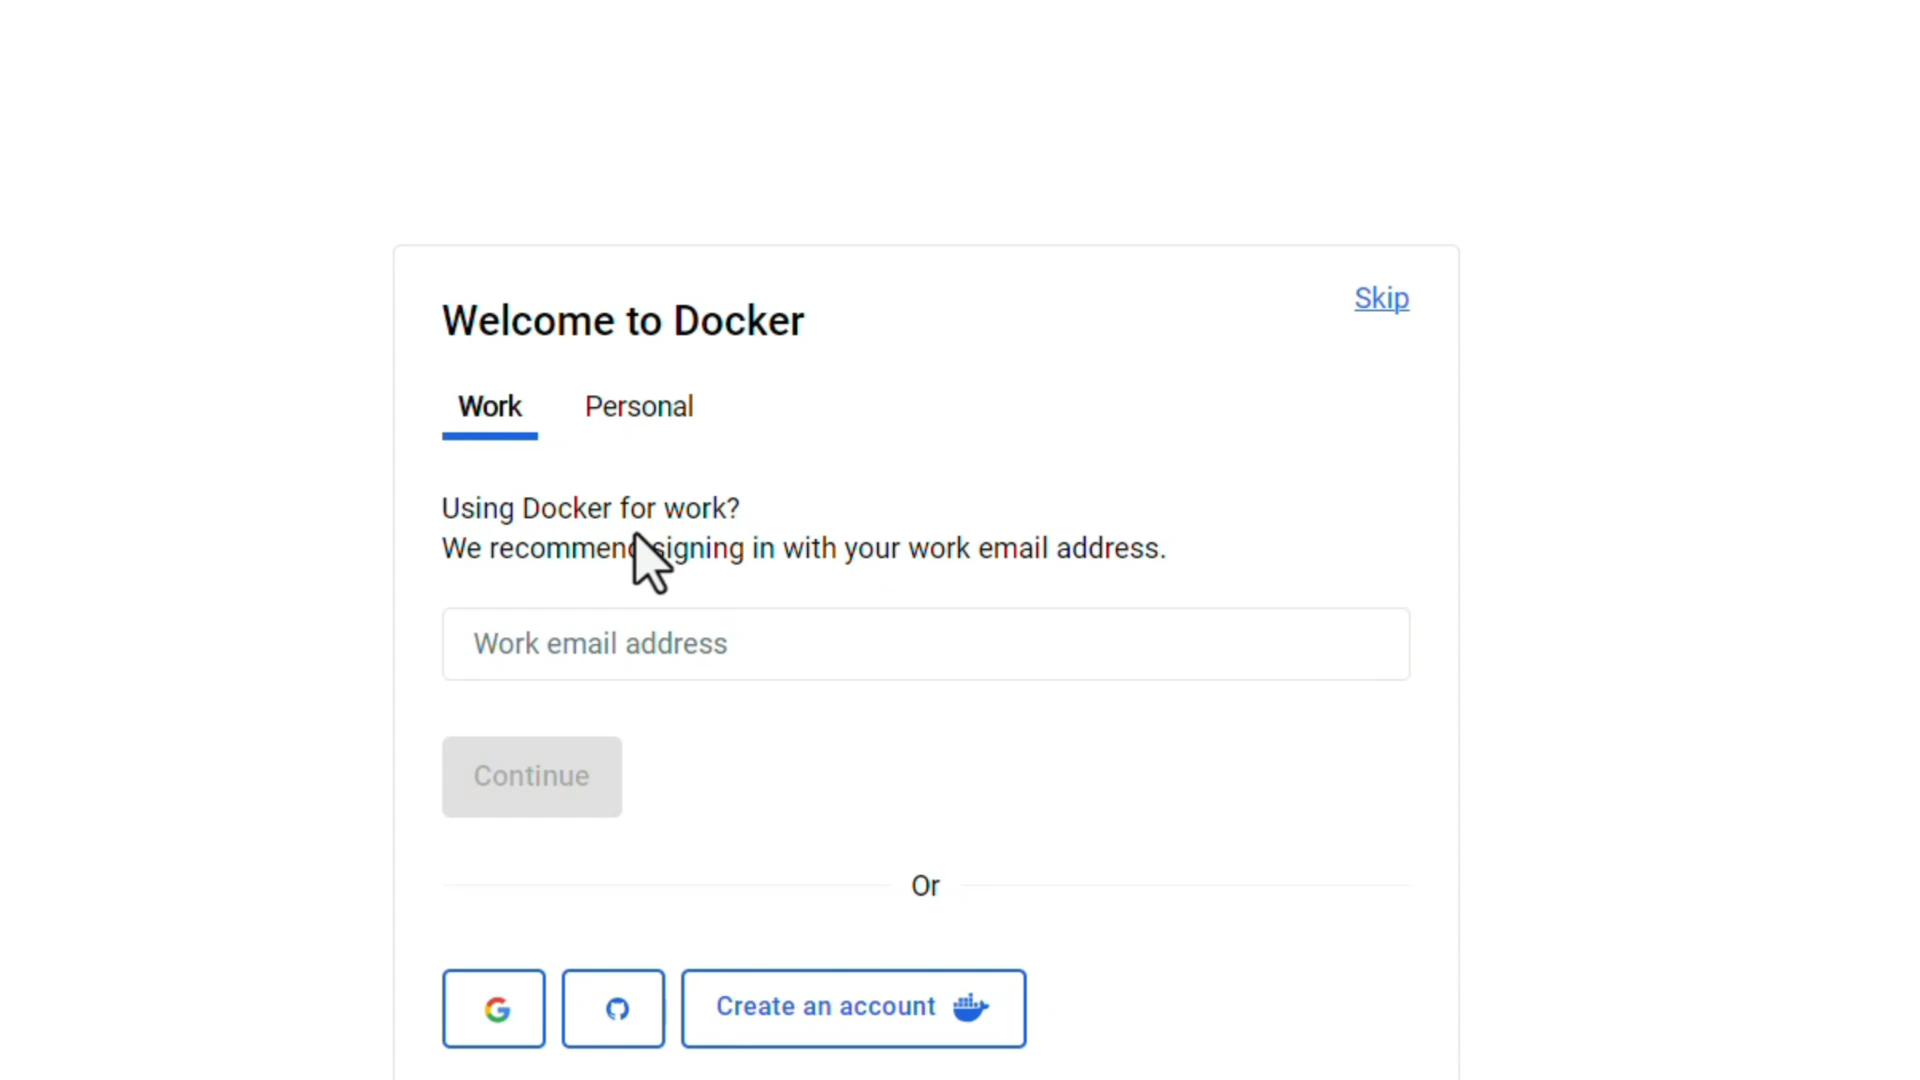 Skip
Welcome to Docker
Work Personal
Using Docker for work?
We recommend signing in with your work email address.
Work email address
Continue
Or
Create an account